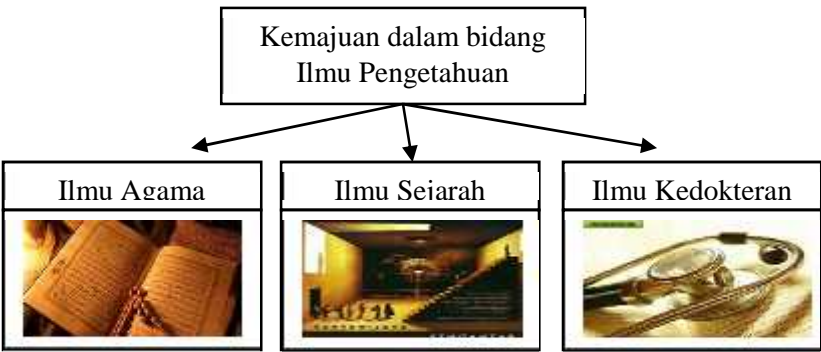 Kemajuan dalam bidang
Ilmu Pengetahuan
Ilmu Agama
Ilmu Sejarah
Ilmu Kedokteran